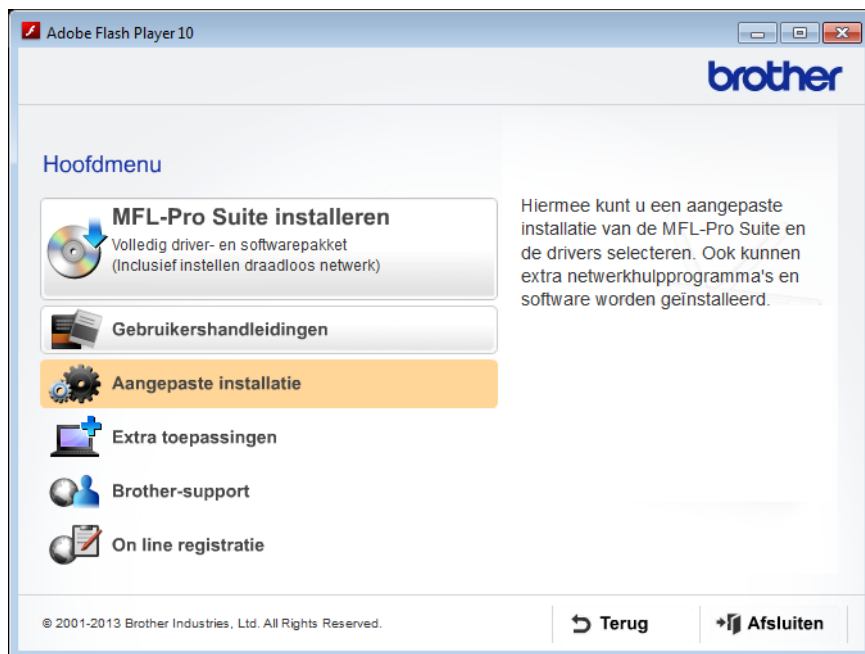 Adobe Flash Player 10
brother
Hoofdmenu
MFL-Pro Suite installeren
Volledig driver- en softwarepakket
(Inclusief instellen draadloos netwerk)
Gebruikershandleidingen
Aangepaste installatie
Extra toepassingen
Brother-support
On line registratie
Hiermee kunt u een aangepaste
installatie van de MFL-Pro Suite en
de drivers selecteren. Ook kunnen
extra netwerkhulpprogramma's en
software worden geïnstalleerd.
© 2001-2013 Brother Industries, Ltd. All Rights Reserved.
Terug
Afsluiten